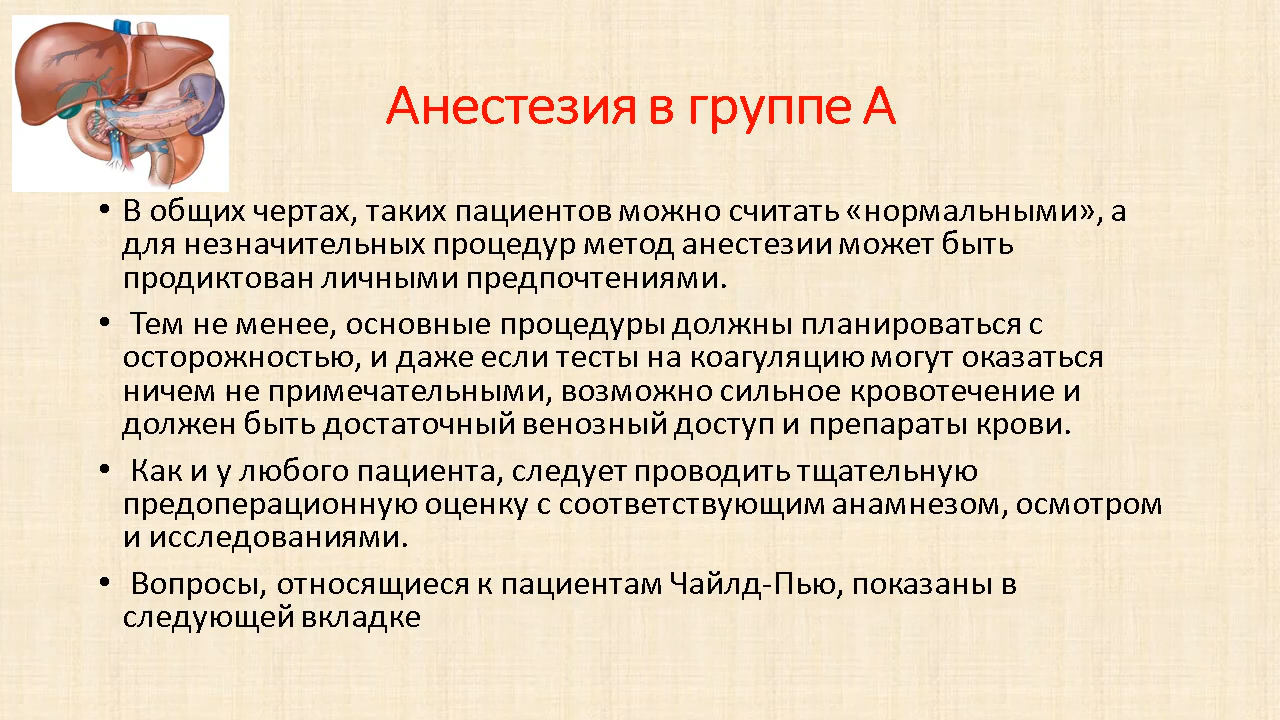 Анестезия в группе А
• В общих чертах, таких пациентов можно считать «нормальными», а
для незначительных процедур метод анестезии может быть
продиктован личными предпочтениями.
• Тем не менее, основные процедуры должны планироваться с
осторожностью, и даже если тесты на коагуляцию могут оказаться
ничем не примечательными, возможно сильное кровотечение и
должен быть достаточный венозный доступ и препараты крови.
• Как и у любого пациента, следует проводить тщательную
предоперационную оценку с соответствующим анамнезом, осмотром
и исследованиями.
• Вопросы, относящиеся к пациентам Чайлд-Пью, показаны в
следующей вкладке